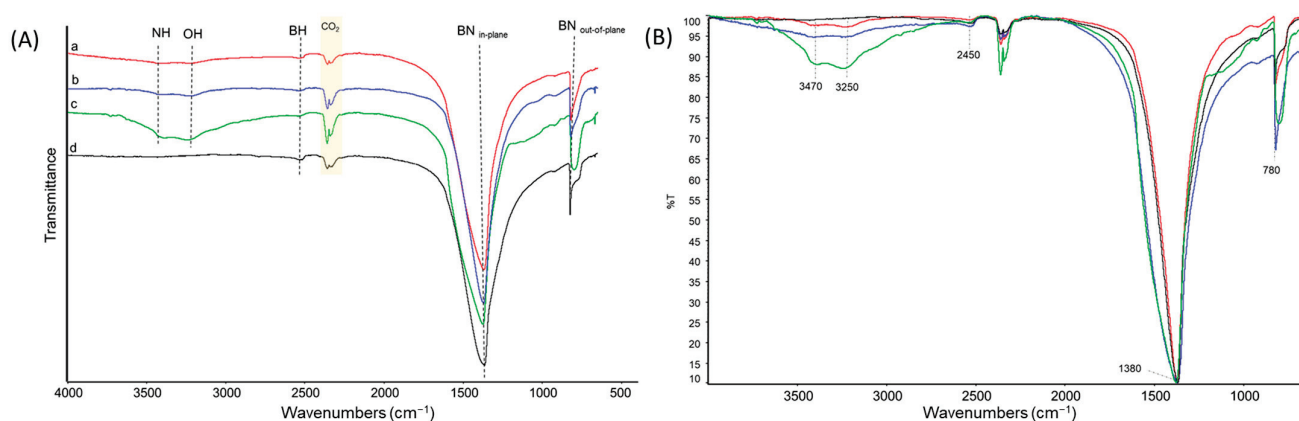 (A)
NH
OH
BH
CO₂
BN in-plane
BN out-of-plane
a
b
c
d
Transmittance
4000
3500
3000
2500
2000
1500
1000
500
Wavenumbers (cm⁻¹)
(B)
100
95
90
85
80
75
70
65
60
55
50
45
40
35
30
25
20
15
10
%T
3470
3250
2450
1380
780
3500
3000
2500
2000
1500
1000
Wavenumbers (cm⁻¹)